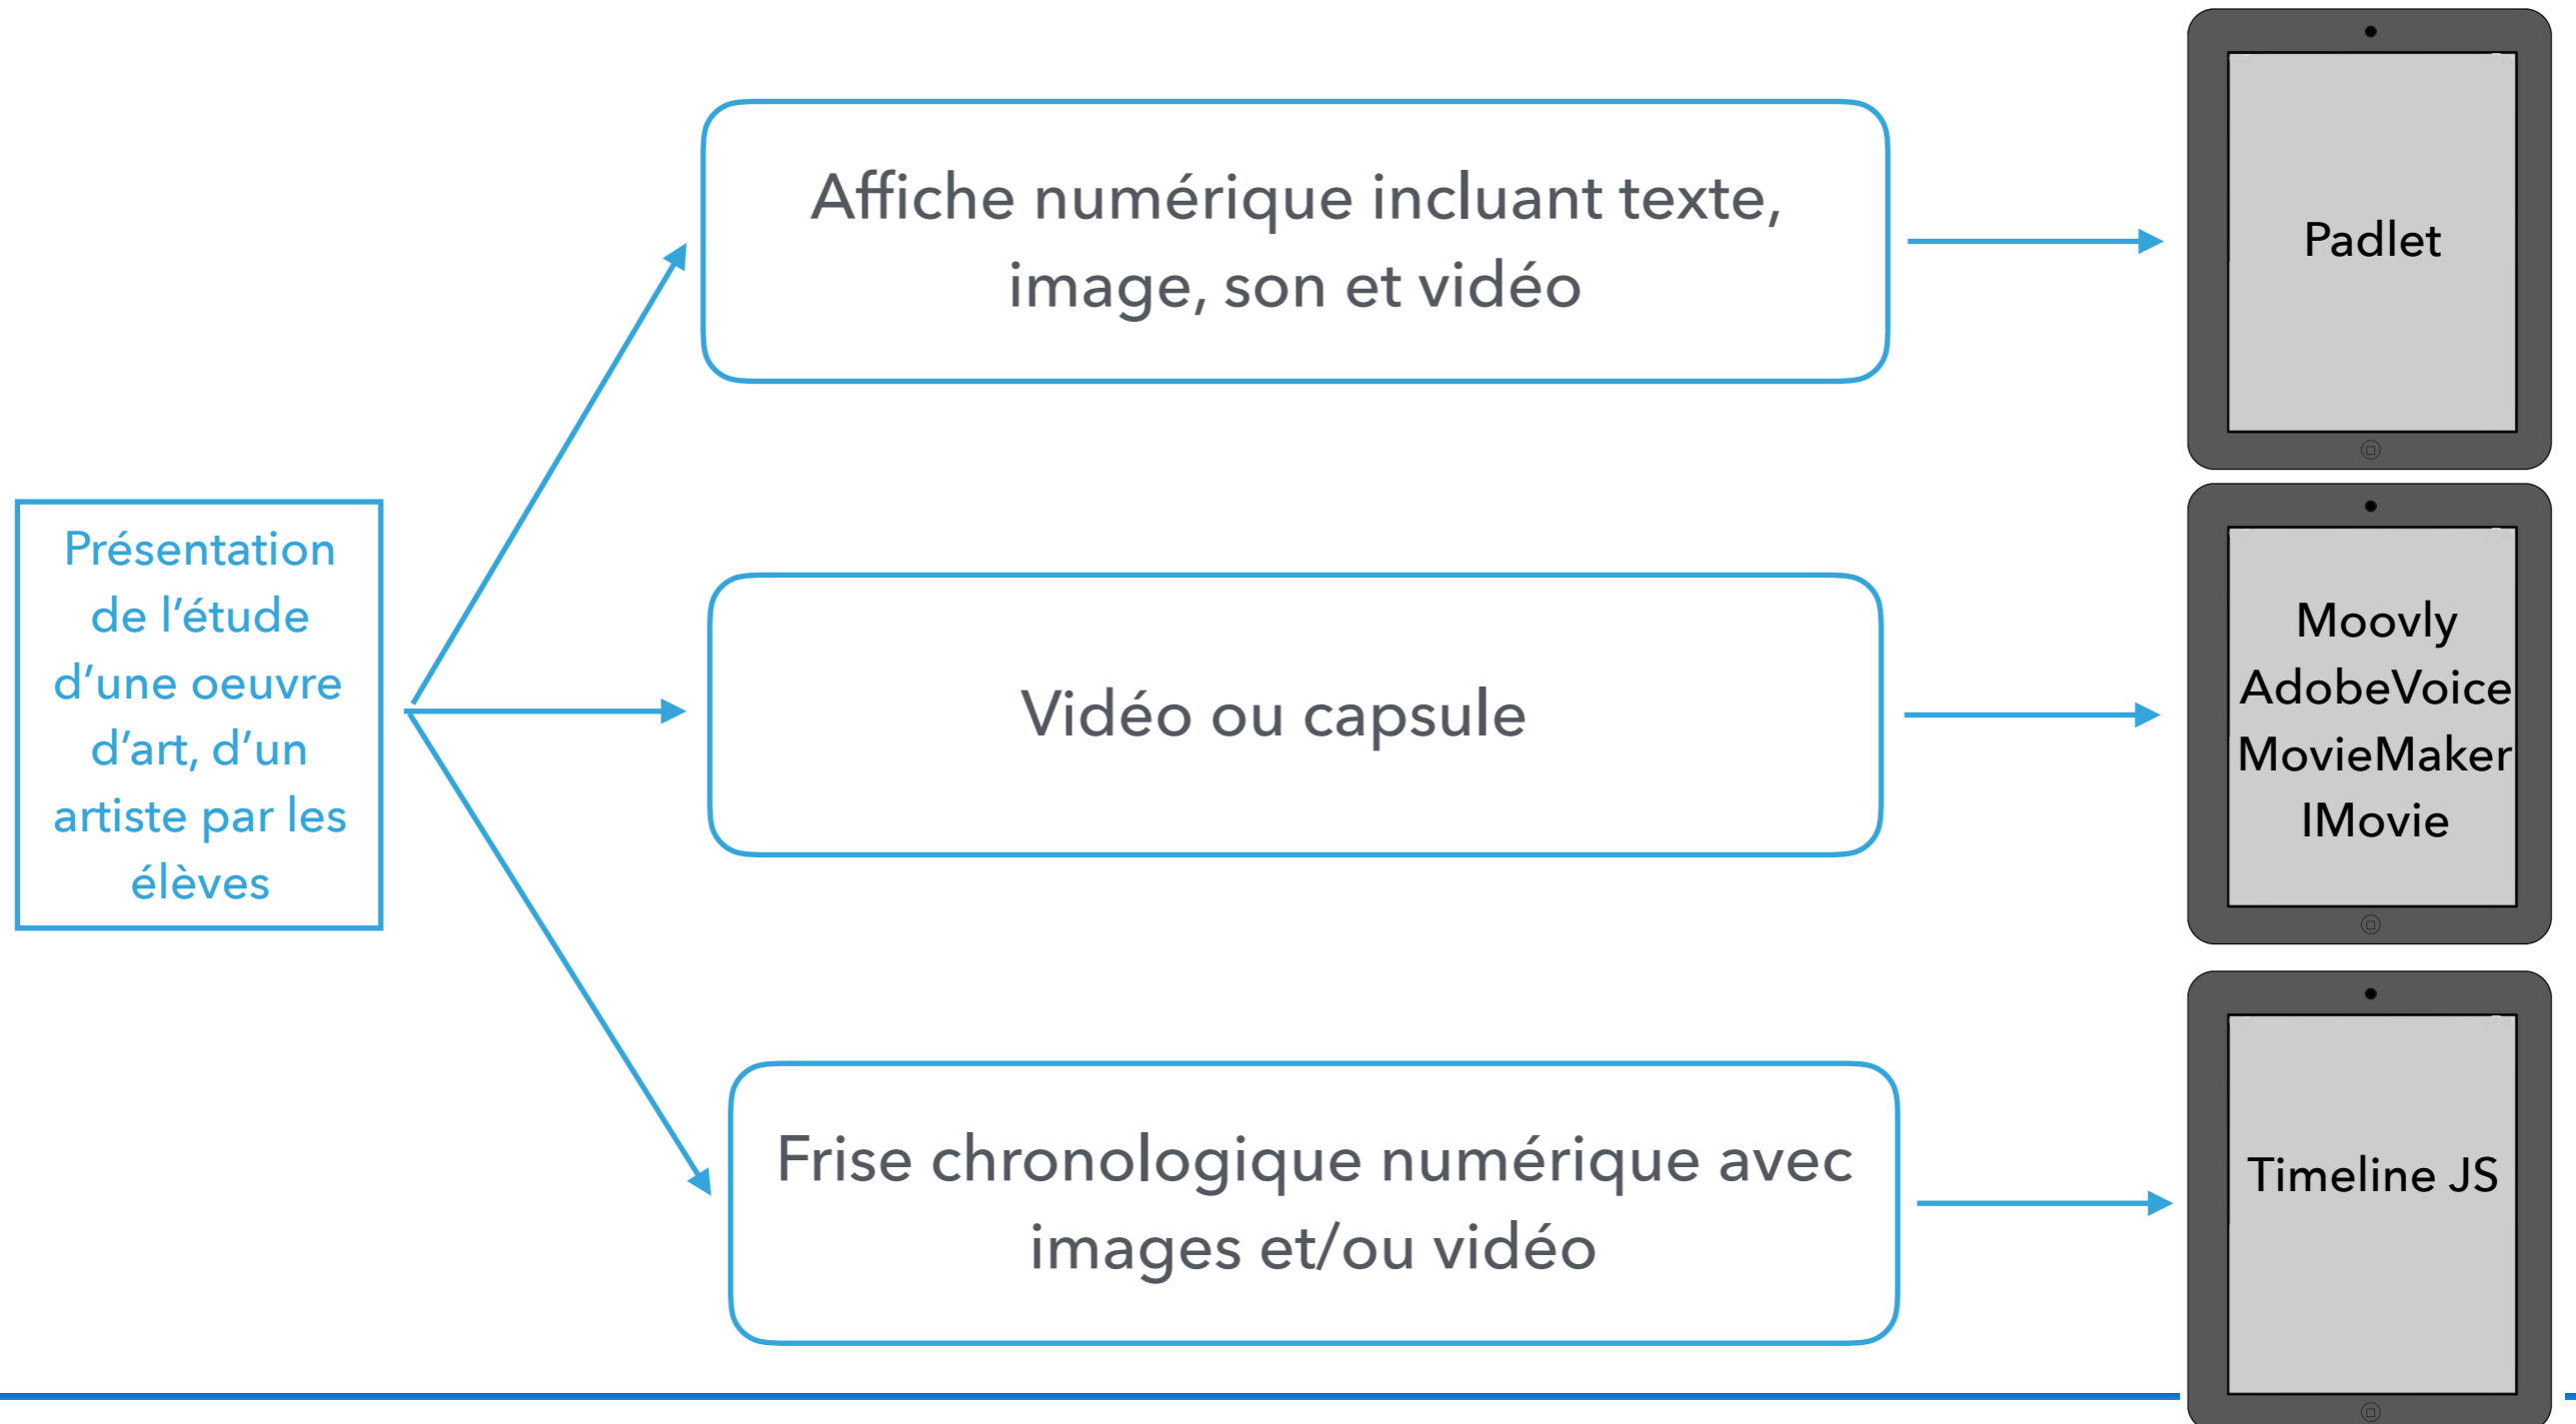 Présentation
de l’étude
d’une oeuvre
d’art, d’un
artiste par les
élèves
Affiche numérique incluant texte,
image, son et vidéo
Padlet
Vidéo ou capsule
Moovly
AdobeVoice
MovieMaker
IMovie
Frise chronologique numérique avec
images et/ou vidéo
Timeline JS